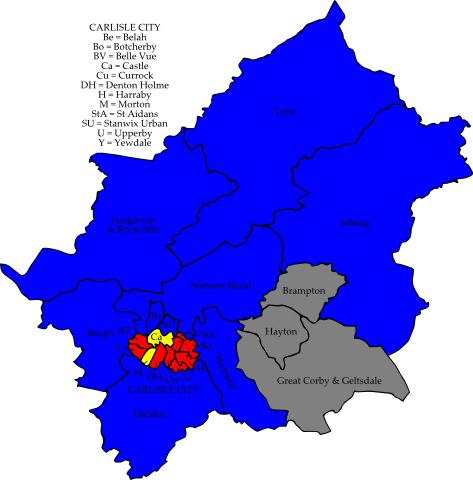 CARLISLE CITY
Be = Belah
Bo = Botcherby
BV = Belle Vue
Ca = Castle
Cu = Currock
DH = Denton Holme
H = Harraby
M = Morton
StA = St Aidans
SU = Stanwix Urban
U = Upperby
Y = Yewdale
Lyne
Longtown
& Rockcliffe
Irthing
Stanwix Rural
Brampton
Be
Burgh
BV
StA
Ca
Hayton
Y
Bo
Wetheral
H
M
DH
Cu
U
Great Corby & Geltsdale
CARLISLE CITY
Dalston